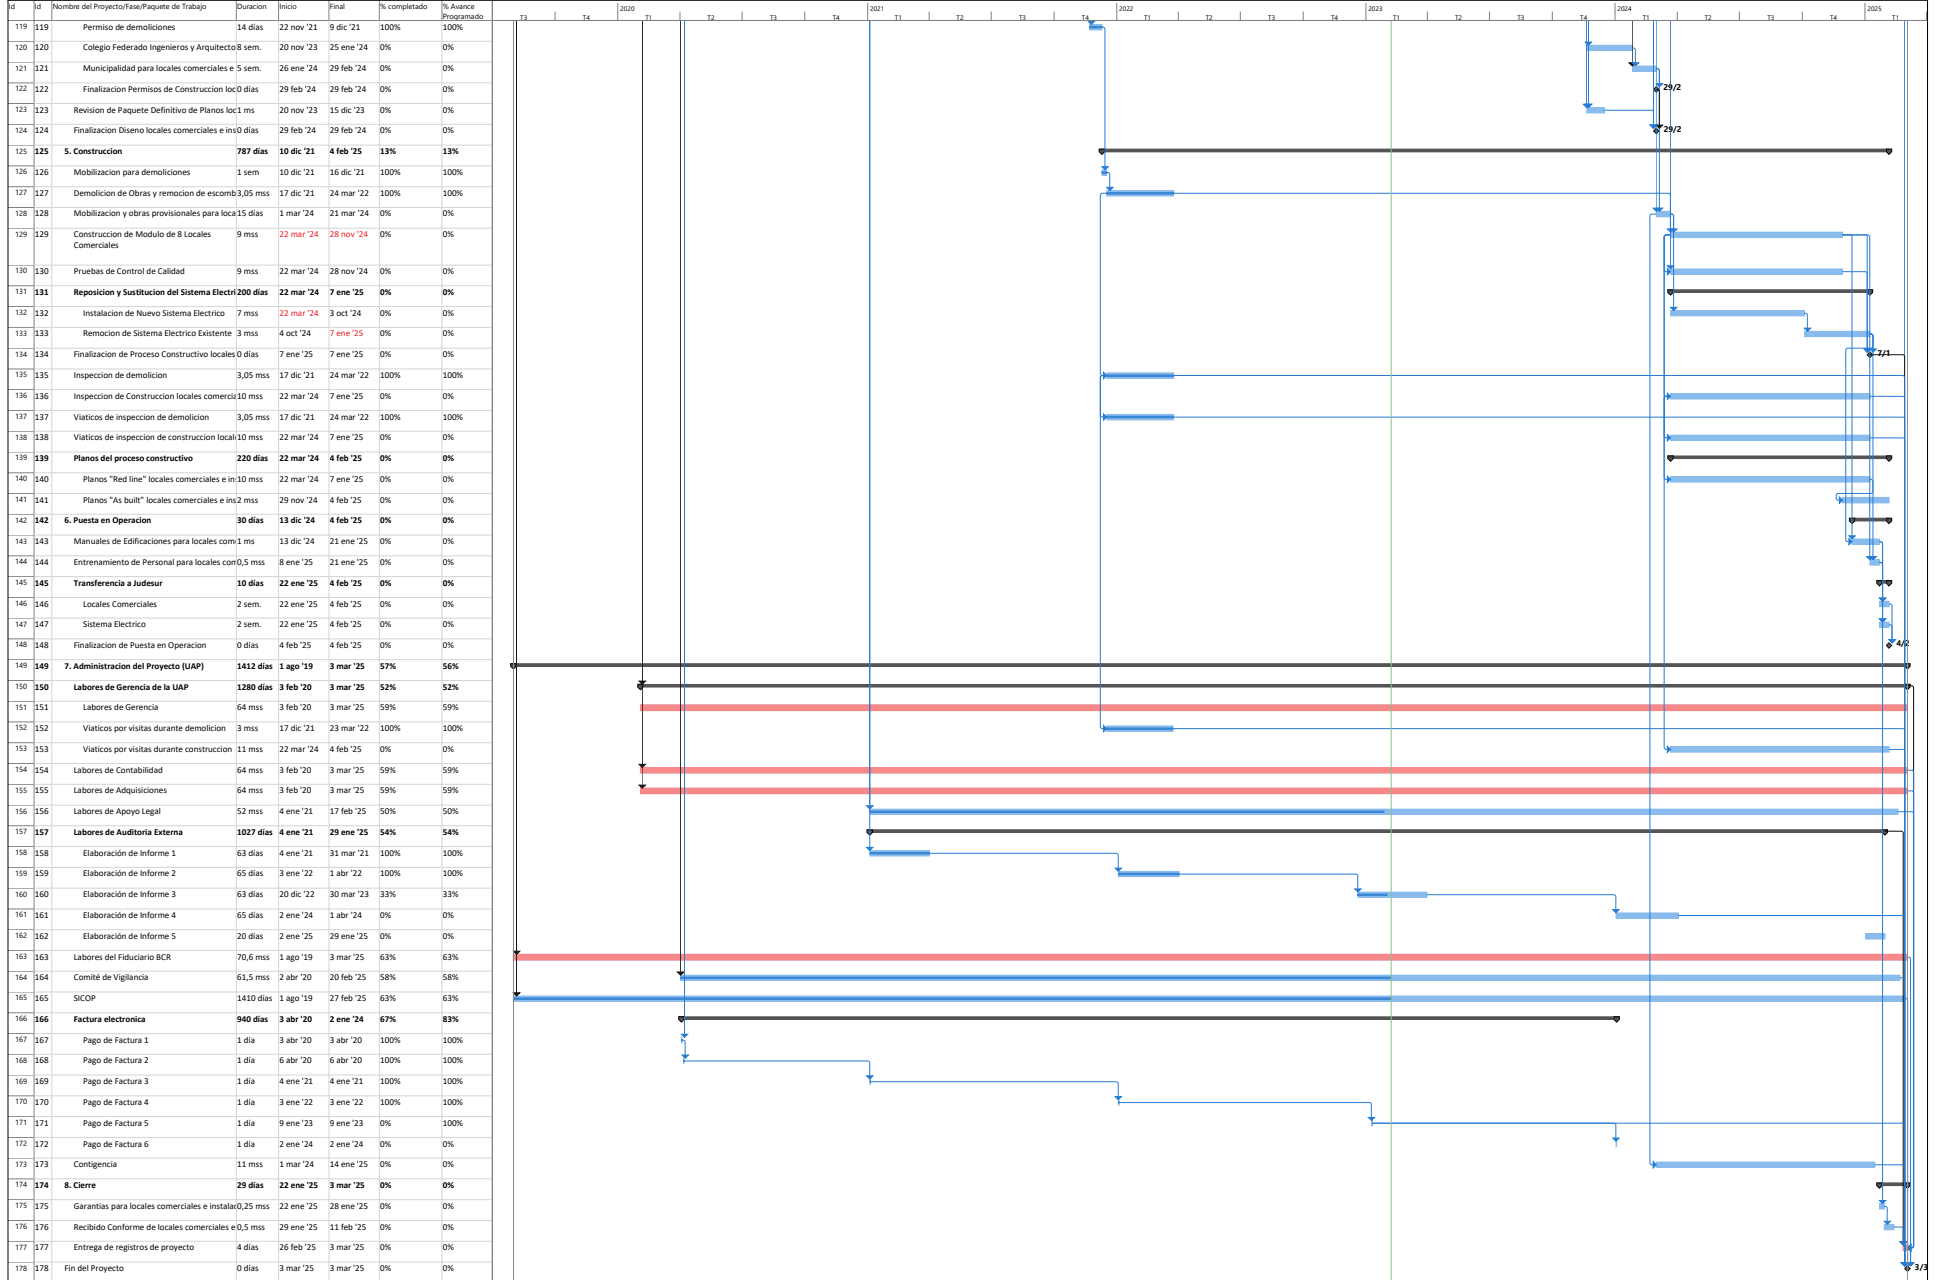 Id Id Nombre del Proyecto/Fase/Paquete de Trabajo Duracion Inicio Final % completado % Avance Programado
2020 2021 2022 2023 2024 2025
T3 T4 T1 T2 T3 T4 T1 T2 T3 T4 T1 T2 T3 T4 T1 T2 T3 T4 T1 T2 T3 T4 T1
119 119 Permiso de demoliciones 14 días 22 nov '21 9 dic '21 100% 100%
120 120 Colegio Federado Ingenieros y Arquitecto 8 sem. 20 nov '23 25 ene '24 0% 0%
121 121 Municipalidad para locales comerciales e 5 sem. 26 ene '24 29 feb '24 0% 0%
122 122 Finalizacion Permisos de Construccion loc 0 días 29 feb '24 29 feb '24 0% 0% 29/2
123 123 Revision de Paquete Definitivo de Planos loc 1 ms 20 nov '23 15 dic '23 0% 0%
124 124 Finalizacion Diseno locales comerciales e ins 0 días 29 feb '24 29 feb '24 0% 0% 29/2
125 125 5. Construccion 787 días 10 dic '21 4 feb '25 13% 13%
126 126 Mobilizacion para demoliciones 1 sem 10 dic '21 16 dic '21 100% 100%
127 127 Demolicion de Obras y remocion de escomb 3,05 mss 17 dic '21 24 mar '22 100% 100%
128 128 Mobilizacion y obras provisionales para loca 15 días 1 mar '24 21 mar '24 0% 0%
129 129 Construccion de Modulo de 8 Locales Comerciales 9 mss 22 mar '24 28 nov '24 0% 0%
130 130 Pruebas de Control de Calidad 9 mss 22 mar '24 28 nov '24 0% 0%
131 131 Reposicion y Sustitucion del Sistema Electri 200 días 22 mar '24 7 ene '25 0% 0%
132 132 Instalacion de Nuevo Sistema Electrico 7 mss 22 mar '24 3 oct '24 0% 0%
133 133 Remocion de Sistema Electrico Existente 3 mss 4 oct '24 7 ene '25 0% 0%
134 134 Finalizacion de Proceso Constructivo locales 0 días 7 ene '25 7 ene '25 0% 0% 7/1
135 135 Inspeccion de demolicion 3,05 mss 17 dic '21 24 mar '22 100% 100%
136 136 Inspeccion de Construccion locales comercia 10 mss 22 mar '24 7 ene '25 0% 0%
137 137 Viaticos de inspeccion de demolicion 3,05 mss 17 dic '21 24 mar '22 100% 100%
138 138 Viaticos de inspeccion de construccion local 10 mss 22 mar '24 7 ene '25 0% 0%
139 139 Planos del proceso constructivo 220 días 22 mar '24 4 feb '25 0% 0%
140 140 Planos "Red line" locales comerciales e in 10 mss 22 mar '24 7 ene '25 0% 0%
141 141 Planos "As built" locales comerciales e ins 2 mss 29 nov '24 4 feb '25 0% 0%
142 142 6. Puesta en Operacion 30 días 13 dic '24 4 feb '25 0% 0%
143 143 Manuales de Edificaciones para locales com 1 ms 13 dic '24 21 ene '25 0% 0%
144 144 Entrenamiento de Personal para locales com 0,5 mss 8 ene '25 21 ene '25 0% 0%
145 145 Transferencia a Judesur 10 días 22 ene '25 4 feb '25 0% 0%
146 146 Locales Comerciales 2 sem. 22 ene '25 4 feb '25 0% 0%
147 147 Sistema Electrico 2 sem. 22 ene '25 4 feb '25 0% 0%
148 148 Finalizacion de Puesta en Operacion 0 días 4 feb '25 4 feb '25 0% 0% 4/2
149 149 7. Administracion del Proyecto (UAP) 1412 días 1 ago '19 3 mar '25 57% 56%
150 150 Labores de Gerencia de la UAP 1280 días 3 feb '20 3 mar '25 52% 52%
151 151 Labores de Gerencia 64 mss 3 feb '20 3 mar '25 59% 59%
152 152 Viaticos por visitas durante demolicion 3 mss 17 dic '21 23 mar '22 100% 100%
153 153 Viaticos por visitas durante construccion 11 mss 22 mar '24 4 feb '25 0% 0%
154 154 Labores de Contabilidad 64 mss 3 feb '20 3 mar '25 59% 59%
155 155 Labores de Adquisiciones 64 mss 3 feb '20 3 mar '25 59% 59%
156 156 Labores de Apoyo Legal 52 mss 4 ene '21 17 feb '25 50% 50%
157 157 Labores de Auditoria Externa 1027 días 4 ene '21 29 ene '25 54% 54%
158 158 Elaboración de Informe 1 63 días 4 ene '21 31 mar '21 100% 100%
159 159 Elaboración de Informe 2 65 días 3 ene '22 1 abr '22 100% 100%
160 160 Elaboración de Informe 3 63 días 20 dic '22 30 mar '23 33% 33%
161 161 Elaboración de Informe 4 65 días 2 ene '24 1 abr '24 0% 0%
162 162 Elaboración de Informe 5 20 días 2 ene '25 29 ene '25 0% 0%
163 163 Labores del Fiduciario BCR 70,6 mss 1 ago '19 3 mar '25 63% 63%
164 164 Comité de Vigilancia 61,5 mss 2 abr '20 20 feb '25 58% 58%
165 165 SICOP 1410 días 1 ago '19 27 feb '25 63% 63%
166 166 Factura electronica 940 días 3 abr '20 2 ene '24 67% 83%
167 167 Pago de Factura 1 1 día 3 abr '20 3 abr '20 100% 100%
168 168 Pago de Factura 2 1 día 6 abr '20 6 abr '20 100% 100%
169 169 Pago de Factura 3 1 día 4 ene '21 4 ene '21 100% 100%
170 170 Pago de Factura 4 1 día 3 ene '22 3 ene '22 100% 100%
171 171 Pago de Factura 5 1 día 9 ene '23 9 ene '23 0% 100%
172 172 Pago de Factura 6 1 día 2 ene '24 2 ene '24 0% 0%
173 173 Contigencia 11 mss 1 mar '24 14 ene '25 0% 0%
174 174 8. Cierre 29 días 22 ene '25 3 mar '25 0% 0%
175 175 Garantias para locales comerciales e instalac 0,25 mss 22 ene '25 28 ene '25 0% 0%
176 176 Recibido Conforme de locales comerciales e 0,5 mss 29 ene '25 11 feb '25 0% 0%
177 177 Entrega de registros de proyecto 4 días 26 feb '25 3 mar '25 0% 0%
178 178 Fin del Proyecto 0 días 3 mar '25 3 mar '25 0% 0% 3/3